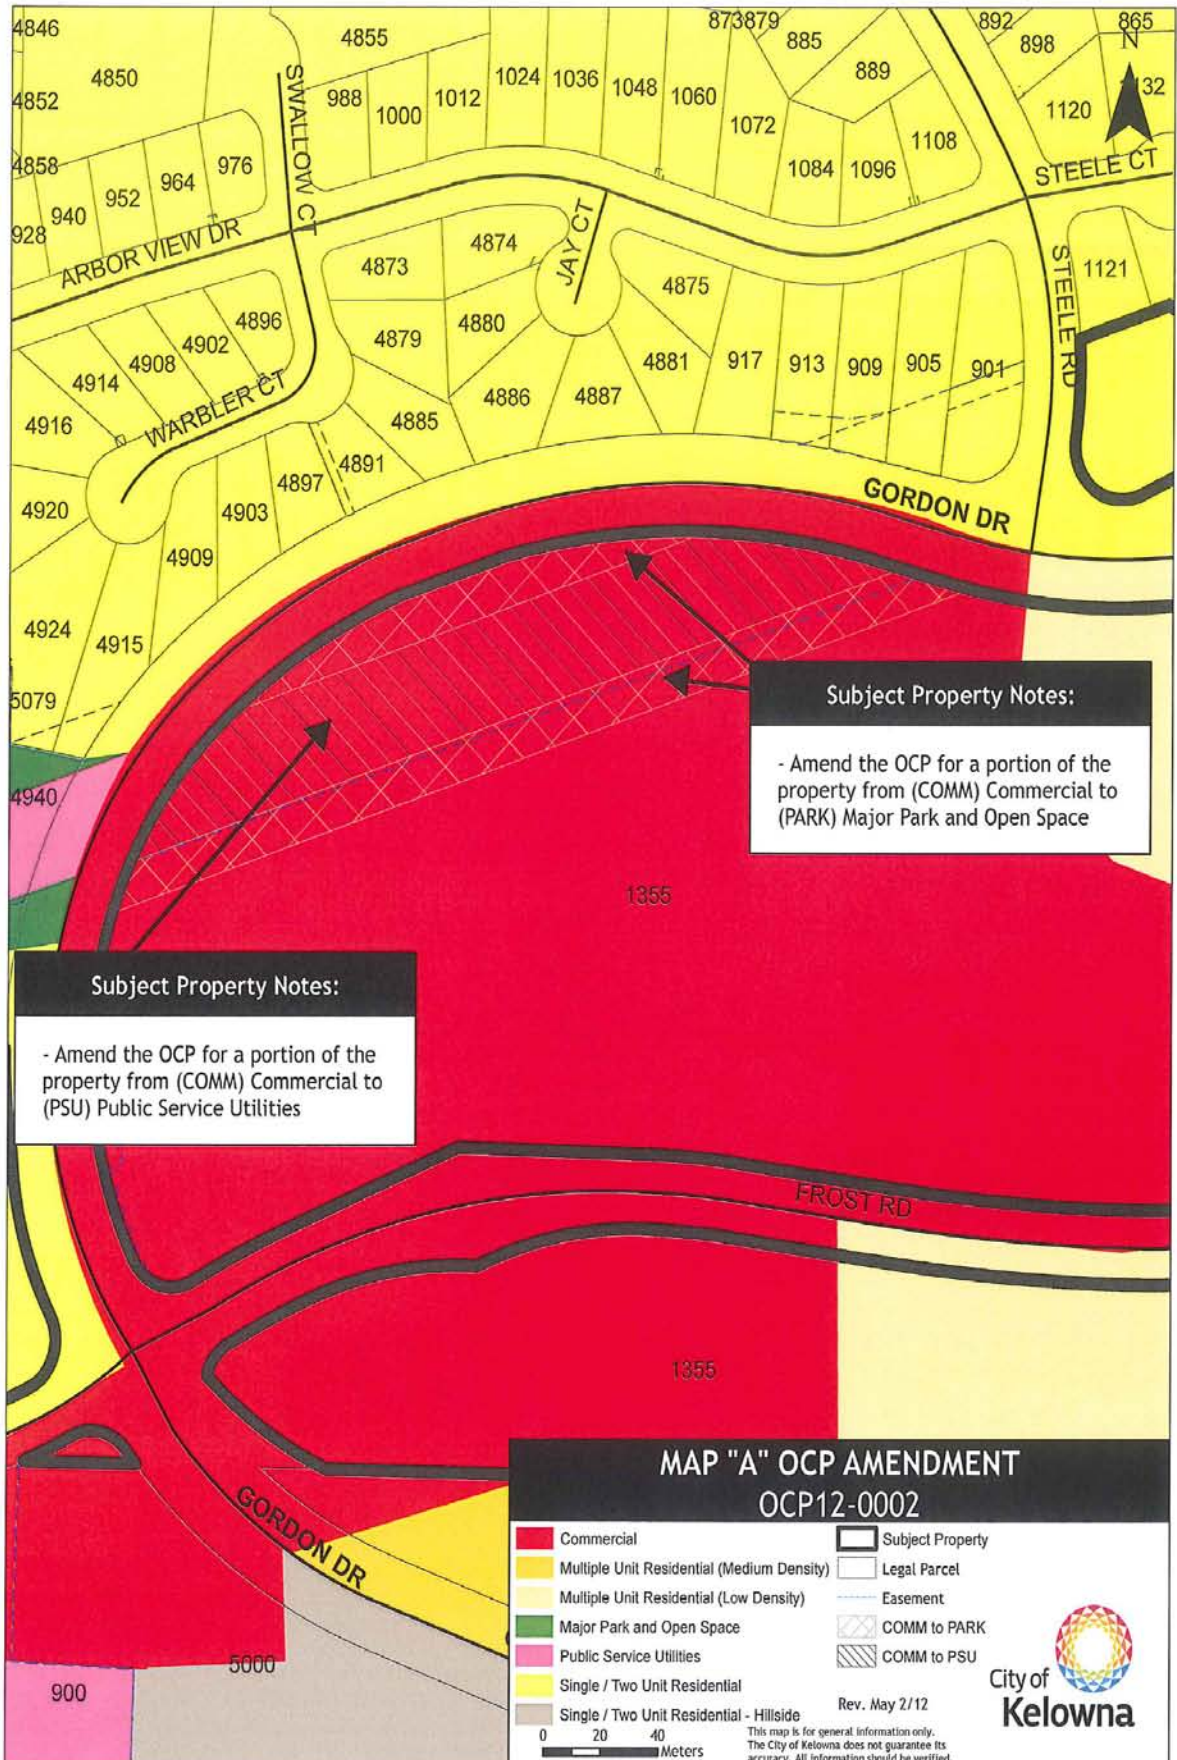 4846
4855
873879
885
892
898
865
N
4850
4852
988
1000
1012
1024
1036
1048
1060
1072
889
1108
1120
1132
SWALLOW CT
4858
940
952
964
976
1084
1096
STEELE CT
928
ARBOR VIEW DR
4873
4874
JAY CT
4875
STEELE RD
1121
4896
4902
4908
4914
4916
4879
4880
4881
917
913
909
905
901
WARBLER CT
4885
4886
4887
4891
4897
4903
4909
4920
GORDON DR
4924
4915
5079
4940
Subject Property Notes:
- Amend the OCP for a portion of the
property from (COMM) Commercial to
(PARK) Major Park and Open Space
1355
Subject Property Notes:
- Amend the OCP for a portion of the
property from (COMM) Commercial to
(PSU) Public Service Utilities
FROST RD
1355
GORDON DR
5000
900
MAP "A" OCP AMENDMENT
OCP12-0002
Commercial
Multiple Unit Residential (Medium Density)
Multiple Unit Residential (Low Density)
Major Park and Open Space
Public Service Utilities
Single / Two Unit Residential
Single / Two Unit Residential - Hillside
Subject Property
Legal Parcel
Easement
COMM to PARK
COMM to PSU
Rev. May 2/12
City of
Kelowna
0 20 40
Meters
This map is for general information only.
The City of Kelowna does not guarantee its
accuracy. All information should be verified.